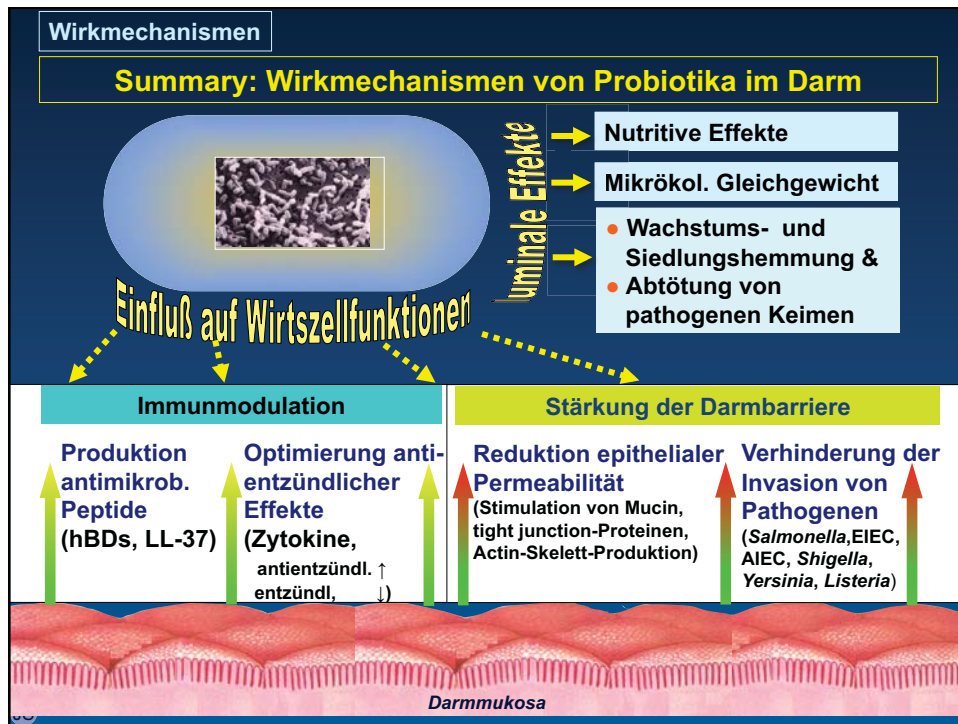 Wirkmechanismen
Summary: Wirkmechanismen von Probiotika im Darm
luminale Effekte
Nutritive Effekte
Mikrökol. Gleichgewicht
● Wachstums- und
Siedlungshemmung &
● Abtötung von
pathogenen Keimen
Einfluß auf Wirtszellfunktionen
Immunmodulation
Produktion
antimikrob.
Peptide
(hBDs, LL-37)
Optimierung anti-
entzündlicher
Effekte
(Zytokine,
antientzündl. ↑
entzündl, ↓)
Stärkung der Darmbarriere
Reduktion epithelialer
Permeabilität
(Stimulation von Mucin,
tight junction-Proteinen,
Actin-Skelett-Produktion)
Verhinderung der
Invasion von
Pathogenen
(Salmonella,EIEC,
AIEC, Shigella,
Yersinia, Listeria)
Darmmukosa